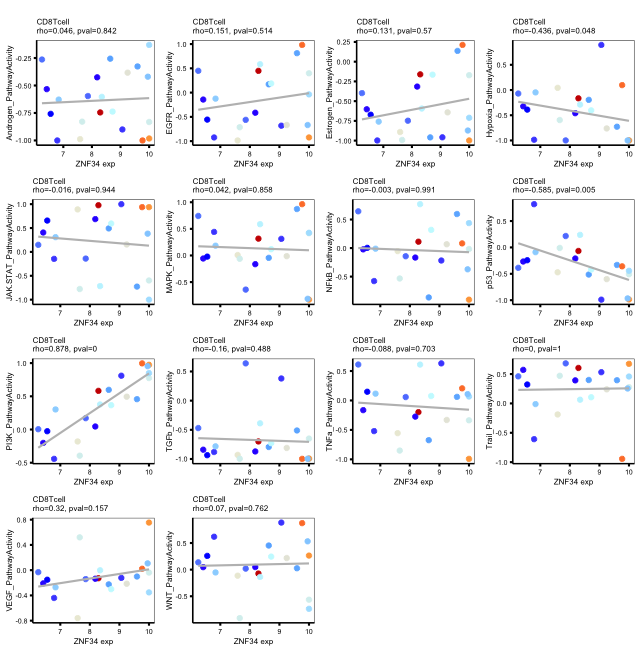 CD8Tcell
rho=0.046, pval=0.842
Androgen_PathwayActivity
0.00
-0.25
-0.50
-0.75
-1.00
7 8 9 10
ZNF34 exp
CD8Tcell
rho=0.151, pval=0.514
EGFR_PathwayActivity
1.0
0.5
0.0
-0.5
-1.0
7 8 9 10
ZNF34 exp
CD8Tcell
rho=0.131, pval=0.57
Estrogen_PathwayActivity
0.25
0.00
-0.25
-0.50
-0.75
-1.00
7 8 9 10
ZNF34 exp
CD8Tcell
rho=-0.436, pval=0.048
Hypoxia_PathwayActivity
0.5
0.0
-0.5
-1.0
7 8 9 10
ZNF34 exp
CD8Tcell
rho=-0.016, pval=0.944
JAK.STAT_PathwayActivity
1.0
0.5
0.0
-0.5
-1.0
7 8 9 10
ZNF34 exp
CD8Tcell
rho=0.042, pval=0.858
MAPK_PathwayActivity
1.0
0.5
0.0
-0.5
7 8 9 10
ZNF34 exp
CD8Tcell
rho=-0.003, pval=0.991
NFkB_PathwayActivity
0.5
0.0
-0.5
7 8 9 10
ZNF34 exp
CD8Tcell
rho=-0.585, pval=0.005
p53_PathwayActivity
0.5
0.0
-0.5
-1.0
7 8 9 10
ZNF34 exp
CD8Tcell
rho=0.878, pval=0
PI3K_PathwayActivity
1.0
0.5
0.0
-0.5
7 8 9 10
ZNF34 exp
CD8Tcell
rho=-0.16, pval=0.488
TGFb_PathwayActivity
0.5
0.0
-0.5
-1.0
7 8 9 10
ZNF34 exp
CD8Tcell
rho=-0.088, pval=0.703
TNFa_PathwayActivity
0.5
0.0
-0.5
-1.0
7 8 9 10
ZNF34 exp
CD8Tcell
rho=0, pval=1
Trail_PathwayActivity
0.5
0.0
-0.5
-1.0
7 8 9 10
ZNF34 exp
CD8Tcell
rho=0.32, pval=0.157
VEGF_PathwayActivity
0.8
0.4
0.0
-0.4
-0.8
7 8 9 10
ZNF34 exp
CD8Tcell
rho=0.07, pval=0.762
WNT_PathwayActivity
1.0
0.5
0.0
-0.5
7 8 9 10
ZNF34 exp